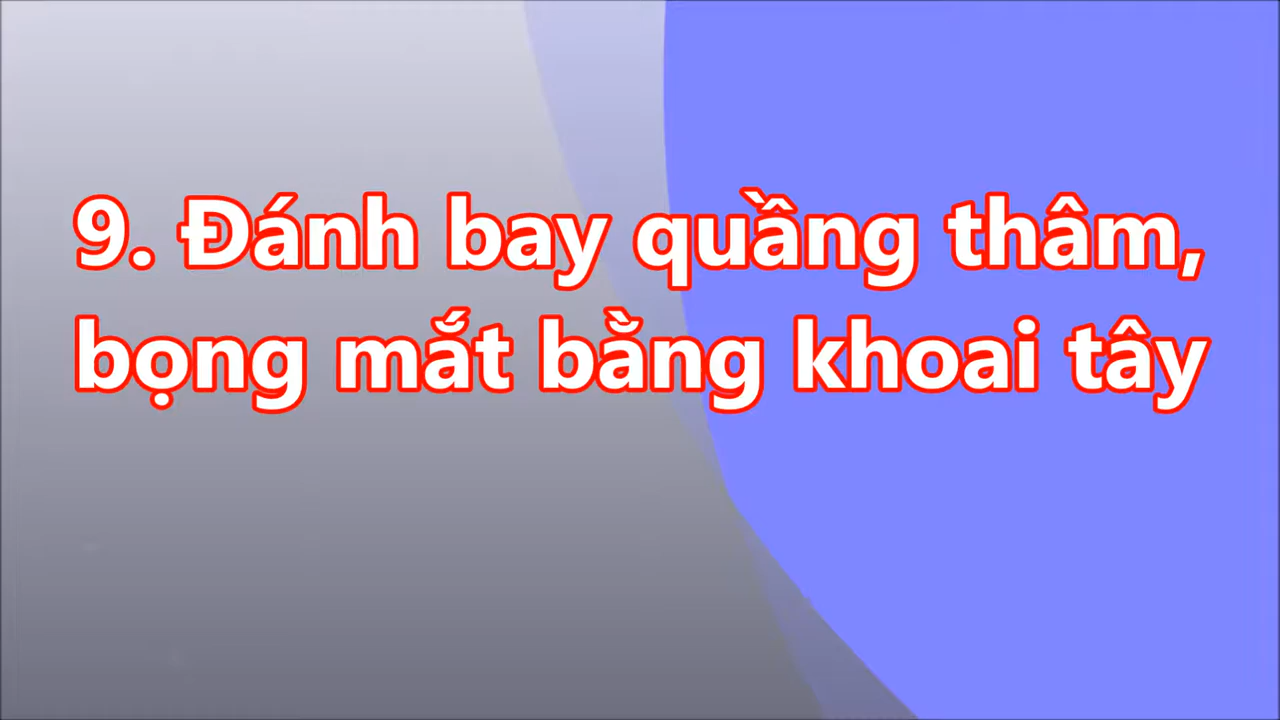 9. Đánh bay quầng thâm,
bọng mắt bằng khoai tây